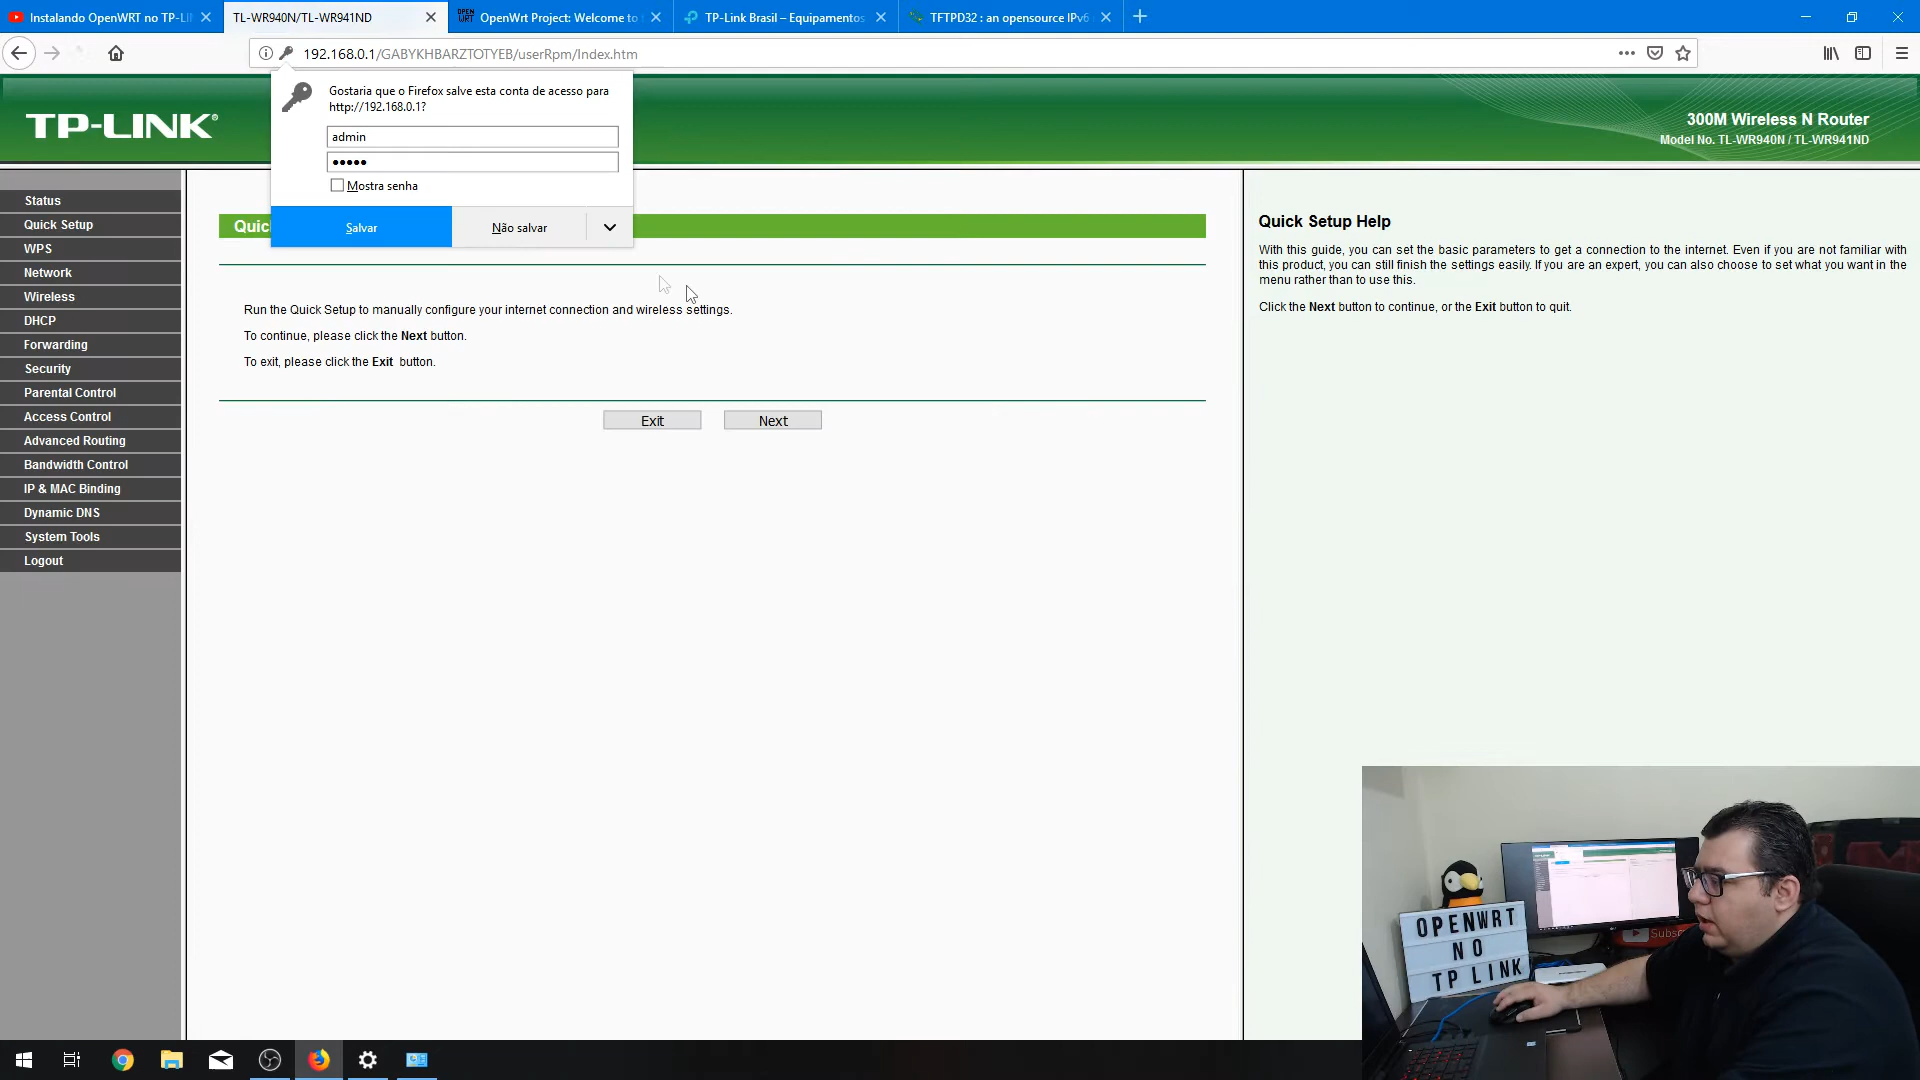 Instalando OpenWRT no TP-LI
TL-WR940N/TL-WR941ND
OpenWrt Project: Welcome to
TP-Link Brasil – Equipamentos
TFTPD32 : an opensource IPv6
192.168.0.1/GABYKHBARZTOTYEB/userRpm/Index.htm
Gostaria que o Firefox salve esta conta de acesso para
http://192.168.0.1?
admin
•••••
Mostra senha
Salvar
Não salvar
TP-LINK®
300M Wireless N Router
Model No. TL-WR940N / TL-WR941ND
Status
Quick Setup
WPS
Network
Wireless
DHCP
Forwarding
Security
Parental Control
Access Control
Advanced Routing
Bandwidth Control
IP & MAC Binding
Dynamic DNS
System Tools
Logout
Quic
Run the Quick Setup to manually configure your internet connection and wireless settings.
To continue, please click the Next button.
To exit, please click the Exit button.
Exit
Next
Quick Setup Help
With this guide, you can set the basic parameters to get a connection to the internet. Even if you are not familiar with
this product, you can still finish the settings easily. If you are an expert, you can also choose to set what you want in the
menu rather than to use this.
Click the Next button to continue, or the Exit button to quit.
OPENWRT
NO
TP LINK
Subsc